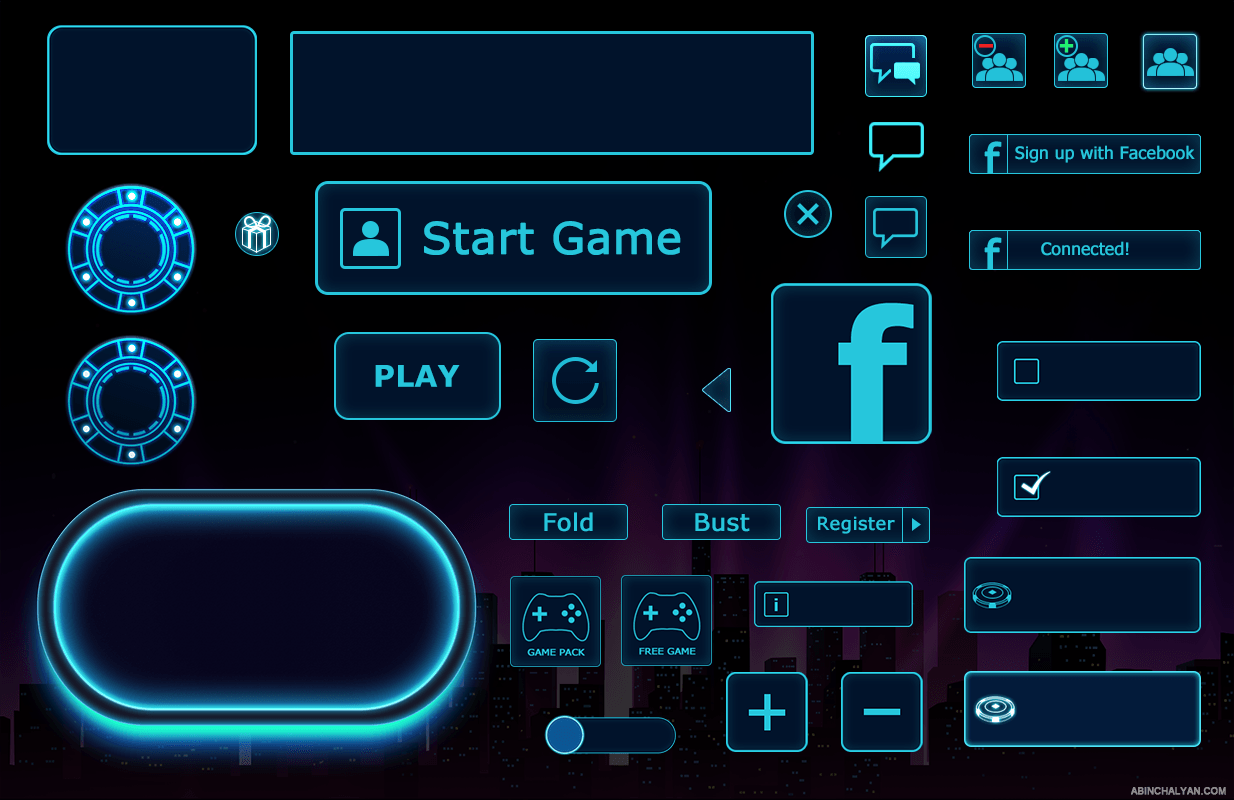 Sign up with Facebook
Start Game
Connected!
PLAY
Fold
Bust
Register
GAME PACK
FREE GAME
ABINCHALYAN.COM